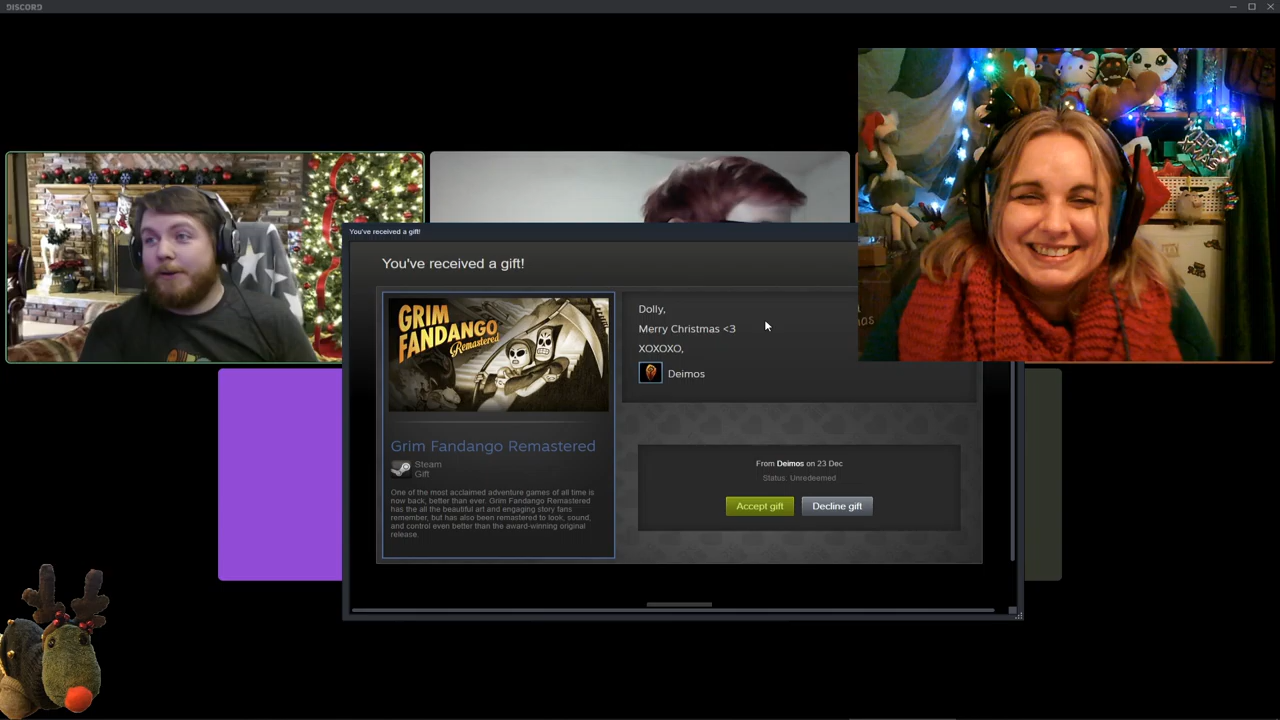 DISCORD
You've received a gift!
You've received a gift!
GRIM
FANDANGO
Remastered
Dolly,
Merry Christmas <3
XOXOXO,
Deimos
Grim Fandango Remastered
Steam
Gift
One of the most acclaimed adventure games of all time is
now back, better than ever. Grim Fandango Remastered
has the all the beautiful art and engaging story fans
remember, but has also been remastered to look, sound,
and control even better than the award-winning original
release.
From Deimos on 23 Dec
Status: Unredeemed
Accept gift
Decline gift
MERRY
XMAS